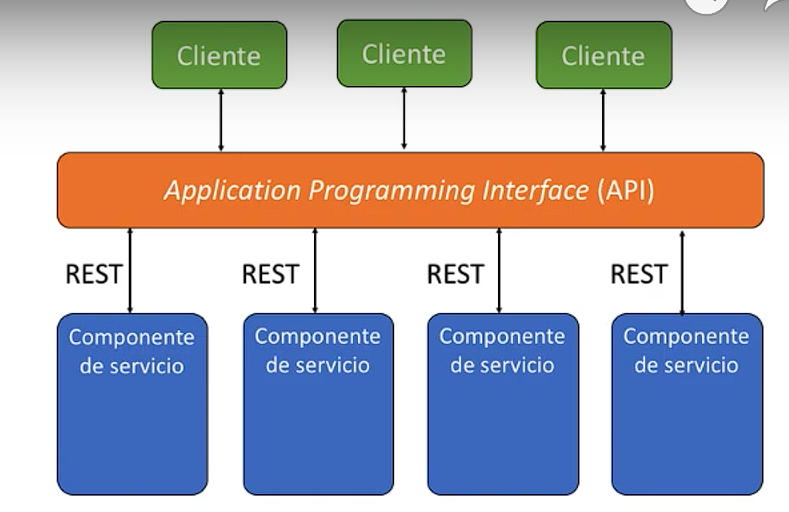 Cliente
Cliente
Cliente
Application Programming Interface (API)
REST
REST
REST
REST
Componente
de servicio
Componente
de servicio
Componente
de servicio
Componente
de servicio